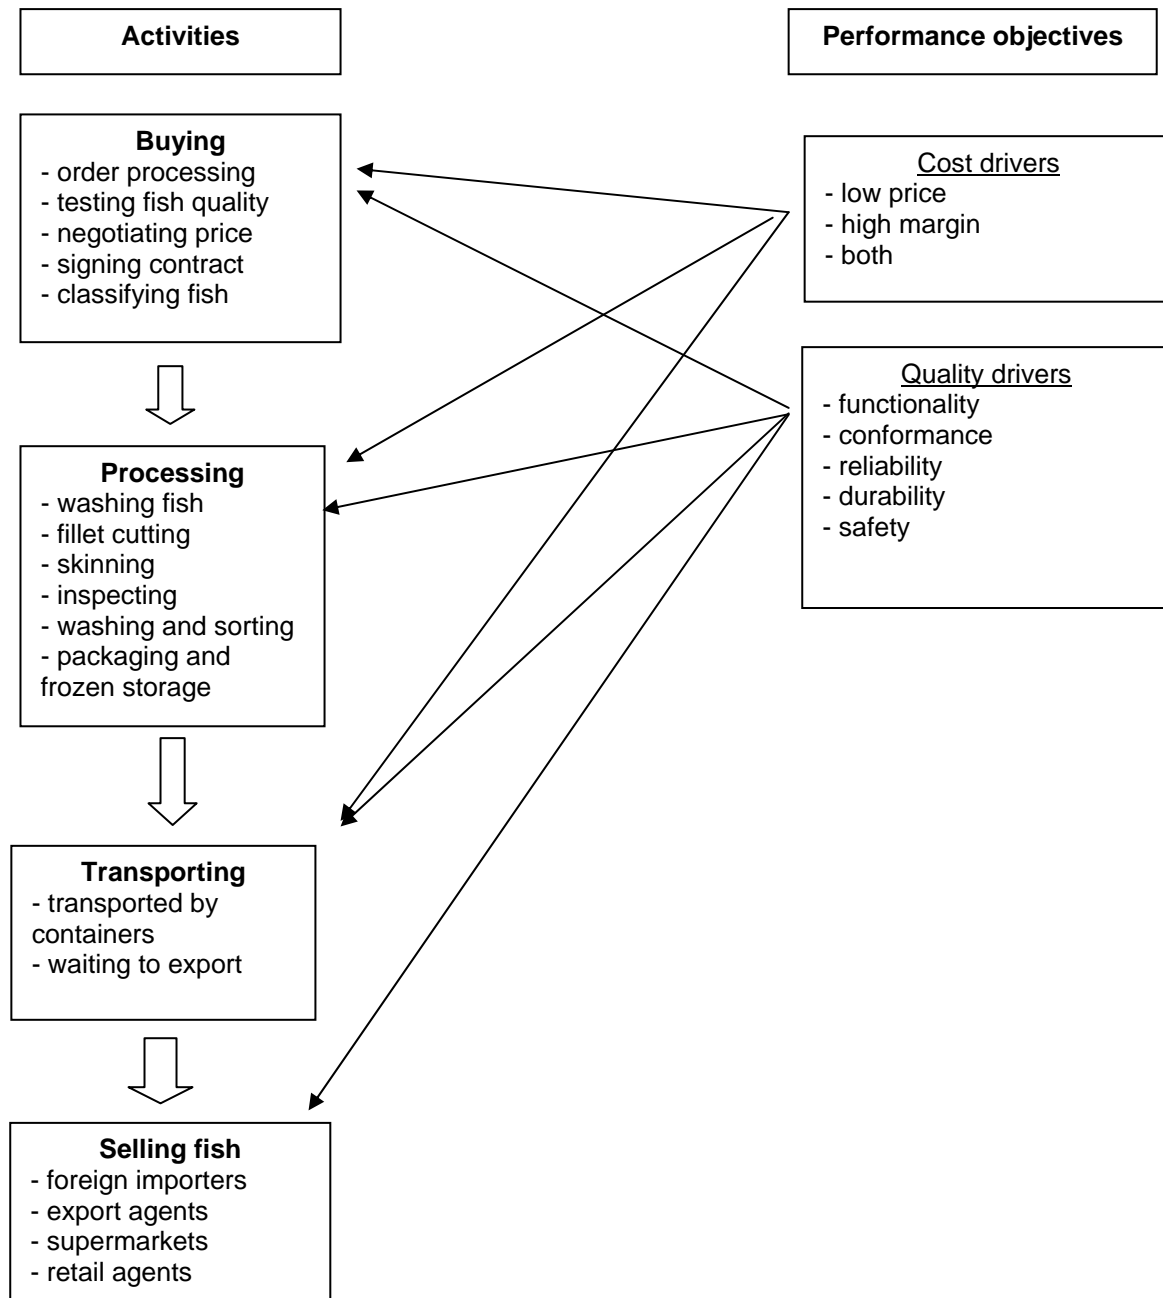 Activities
Performance objectives
Buying
- order processing
- testing fish quality
- negotiating price
- signing contract
- classifying fish
Cost drivers
- low price
- high margin
- both
Quality drivers
- functionality
- conformance
- reliability
- durability
- safety
Processing
- washing fish
- fillet cutting
- skinning
- inspecting
- washing and sorting
- packaging and
frozen storage
Transporting
- transported by
containers
- waiting to export
Selling fish
- foreign importers
- export agents
- supermarkets
- retail agents